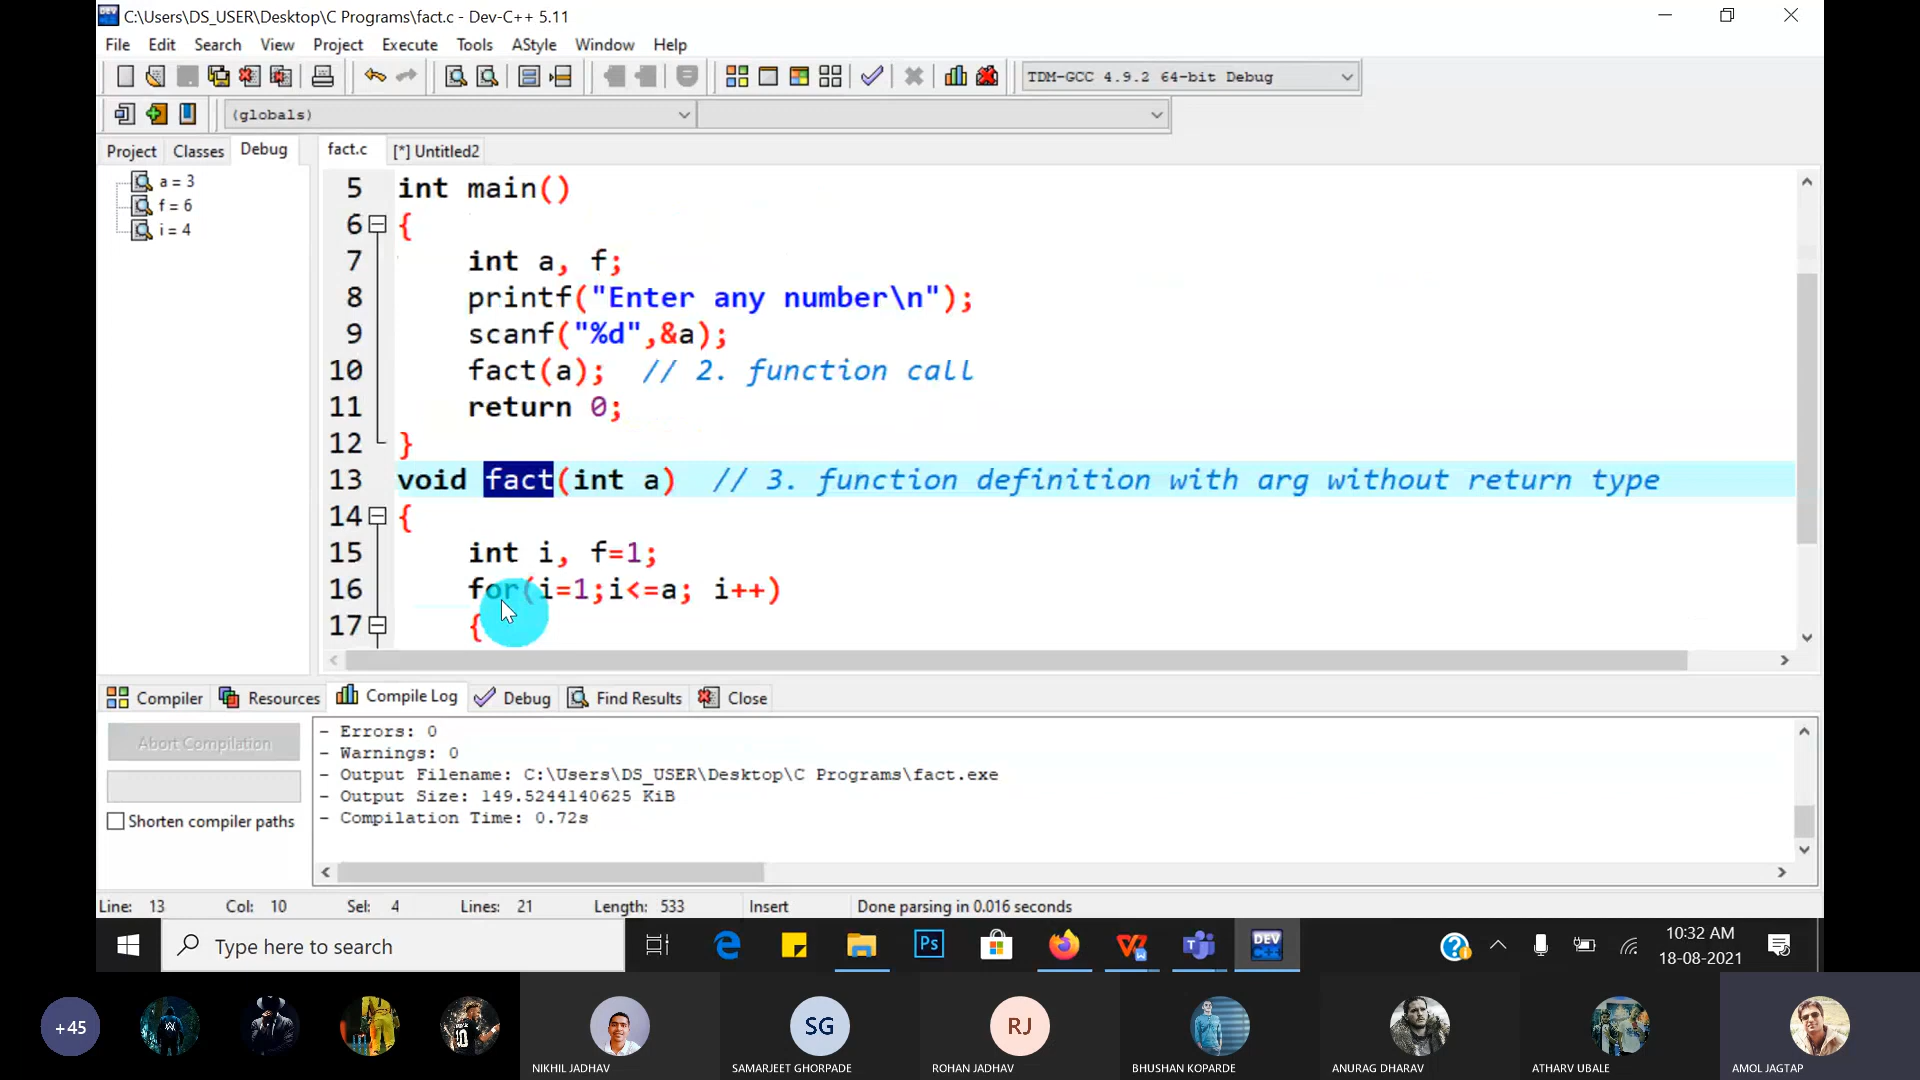 C:\Users\DS_USER\Desktop\C Programs\fact.c - Dev-C++ 5.11
File Edit Search View Project Execute Tools AStyle Window Help
TDM-GCC 4.9.2 64-bit Debug
(globals)
Project Classes Debug
fact.c [*] Untitled2
a = 3
f = 6
i = 4
5 int main()
6 {
7 int a, f;
8 printf("Enter any number\n");
9 scanf("%d",&a);
10 fact(a); // 2. function call
11 return 0;
12 }
13 void fact(int a) // 3. function definition with arg without return type
14 {
15 int i, f=1;
16 for(i=1;i<=a; i++)
17 {
Compiler Resources Compile Log Debug Find Results Close
Abort Compilation
Shorten compiler paths
- Errors: 0
- Warnings: 0
- Output Filename: C:\Users\DS_USER\Desktop\C Programs\fact.exe
- Output Size: 149.5244140625 KiB
- Compilation Time: 0.72s
Line: 13 Col: 10 Sel: 4 Lines: 21 Length: 533 Insert Done parsing in 0.016 seconds
Type here to search
Ps
DEV
10:32 AM
18-08-2021
+45
SG
RJ
NIKHIL JADHAV
SAMARJEET GHORPADE
ROHAN JADHAV
BHUSHAN KOPARDE
ANURAG DHARAV
ATHARV UBALE
AMOL JAGTAP